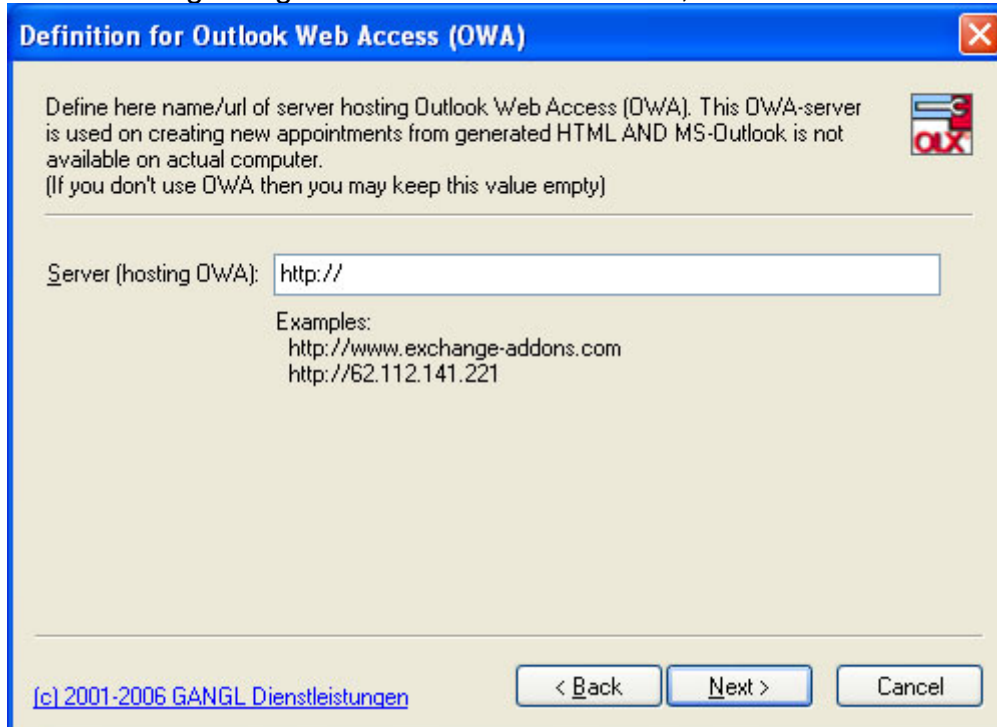 Definition for Outlook Web Access (OWA)
Define here name/url of server hosting Outlook Web Access (OWA). This OWA-server
is used on creating new appointments from generated HTML AND MS-Outlook is not
available on actual computer.
(If you don't use OWA then you may keep this value empty)
OLX
Server (hosting OWA): http://
Examples:
http://www.exchange-addons.com
http://62.112.141.221
(c) 2001-2006 GANGL Dienstleistungen < Back Next > Cancel